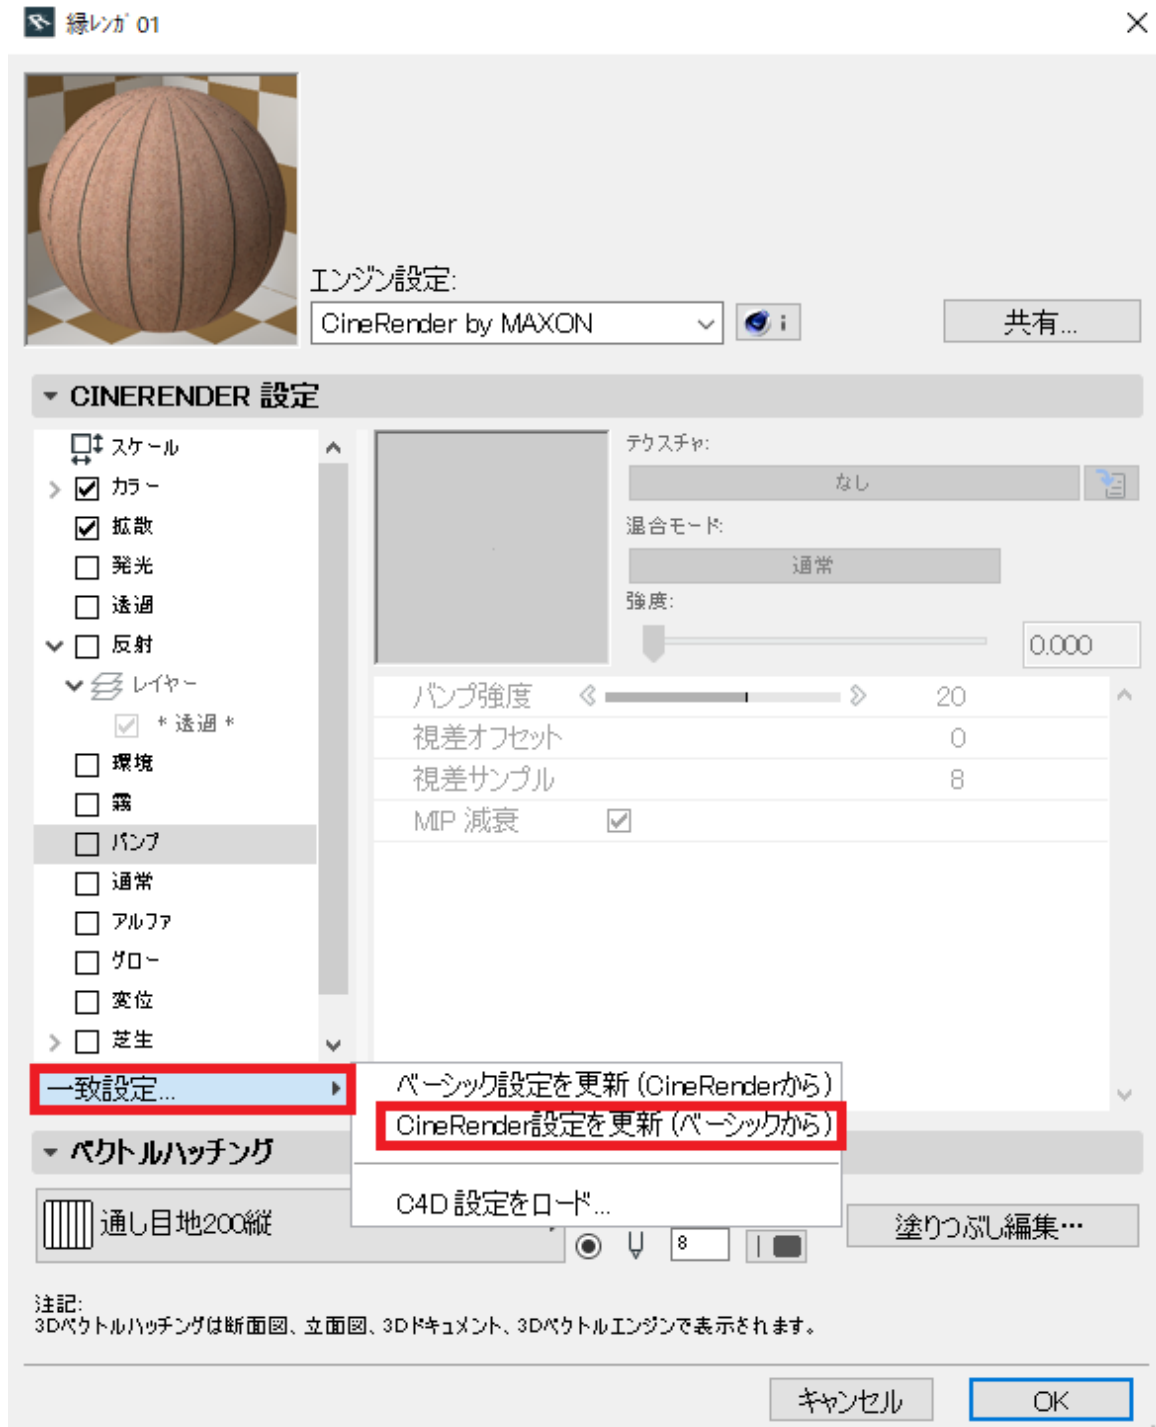 縁レンガ 01
エンジン設定:
CineRender by MAXON
i
共有...
CINERENDER 設定
スケール
カラー
拡散
発光
透過
反射
レイヤー
* 透過 *
環境
霧
バンプ
通常
アルファ
グロー
変位
芝生
一致設定...
テクスチャ:
なし
混合モード:
通常
強度:
0.000
バンプ強度 20
視差オフセット 0
視差サンプル 8
MIP 減衰
ベーシック設定を更新 (CineRenderから)
CineRender設定を更新 (ベーシックから)
C4D 設定をロード...
ベクトルハッチング
通し目地200縦
8
塗りつぶし編集…
注記:
3Dベクトルハッチングは断面図、立面図、3Dドキュメント、3Dベクトルエンジンで表示されます。
キャンセル
OK